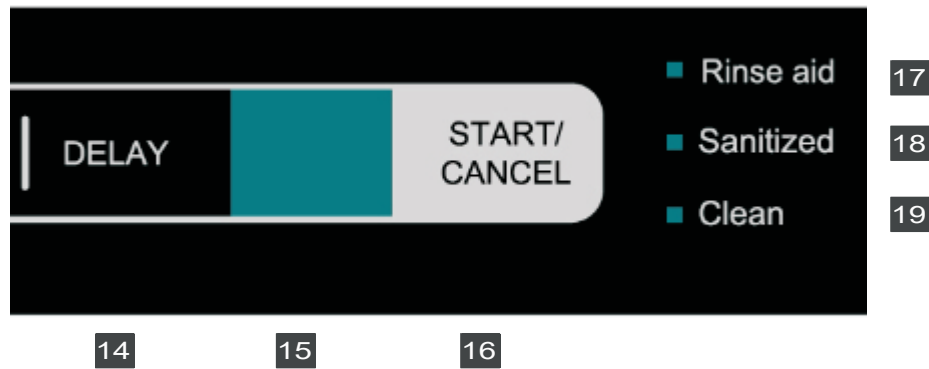 Rinse aid 17
DELAY START/ Sanitized 18
CANCEL
Clean 19
14 15 16